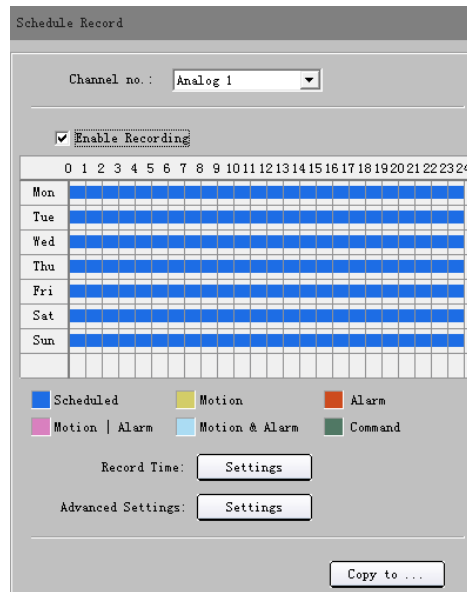 Schedule Record
Channel no.: Analog 1
Enable Recording
0 1 2 3 4 5 6 7 8 9 10 11 12 13 14 15 16 17 18 19 20 21 22 23 24
Mon
Tue
Wed
Thu
Fri
Sat
Sun
Scheduled Motion Alarm
Motion | Alarm Motion & Alarm Command
Record Time: Settings
Advanced Settings: Settings
Copy to ...